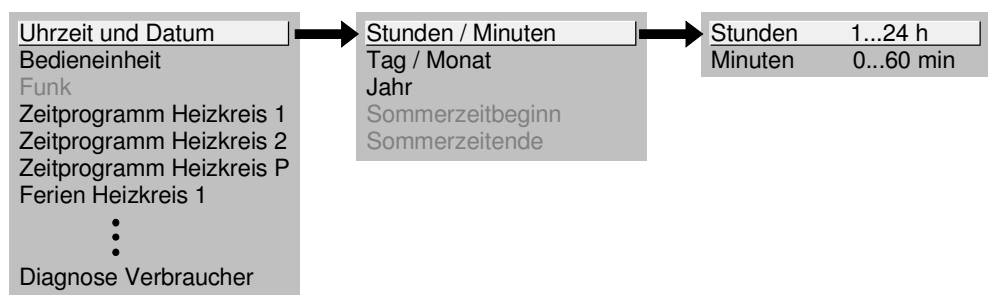 Uhrzeit und Datum
Bedieneinheit
Funk
Zeitprogramm Heizkreis 1
Zeitprogramm Heizkreis 2
Zeitprogramm Heizkreis P
Ferien Heizkreis 1
Diagnose Verbraucher
Stunden / Minuten
Tag / Monat
Jahr
Sommerzeitbeginn
Sommerzeitende
Stunden 1...24 h
Minuten 0...60 min